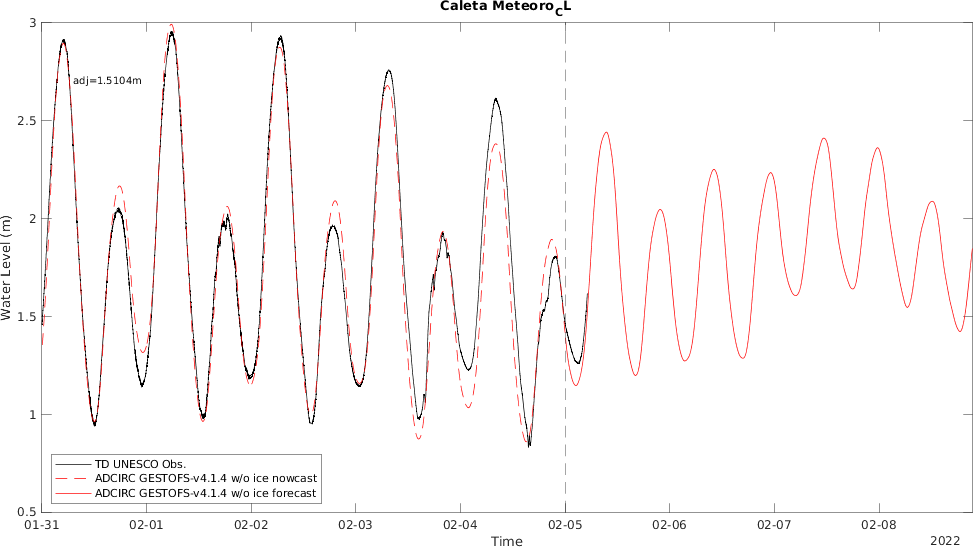 Caleta Meteoro_CL
3
adj=1.5104m
2.5
2
Water Level (m)
1.5
1
TD UNESCO Obs.
ADCIRC GESTOFS-v4.1.4 w/o ice nowcast
ADCIRC GESTOFS-v4.1.4 w/o ice forecast
0.5
01-31 02-01 02-02 02-03 02-04 02-05 02-06 02-07 02-08
Time
2022